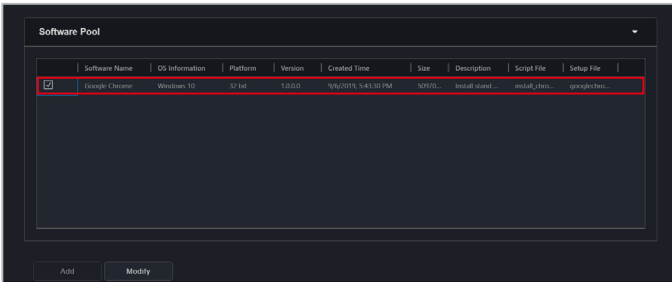 Software Pool
Software Name OS Information Platform Version Created Time Size Description Script File Setup File
Google Chrome Windows 10 32 bit 1.0.0.0 9/6/2019, 5:43:30 PM 50970... install stand ... install_chro... googlechro...
Add Modify